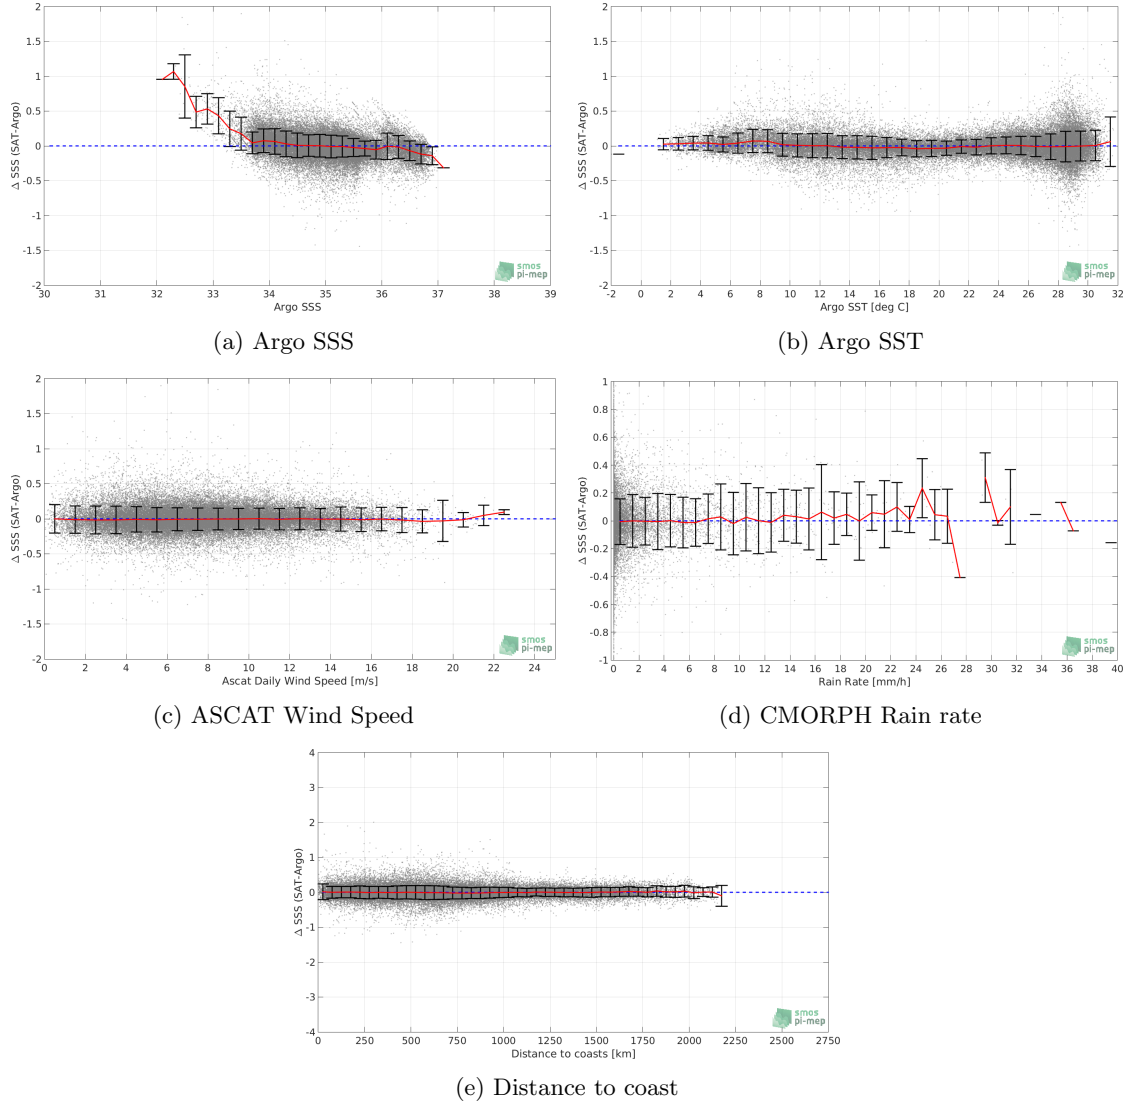 2
1.5
1
0.5
0
-0.5
-1
-1.5
-2
Δ SSS (SAT-Argo)
30 31 32 33 34 35 36 37 38 39
Argo SSS
smos
pi-mep
(a) Argo SSS
2
1.5
1
0.5
0
-0.5
-1
-1.5
-2
Δ SSS (SAT-Argo)
-2 0 2 4 6 8 10 12 14 16 18 20 22 24 26 28 30 32
Argo SST [deg C]
smos
pi-mep
(b) Argo SST
2
1.5
1
0.5
0
-0.5
-1
-1.5
-2
Δ SSS (SAT-Argo)
0 2 4 6 8 10 12 14 16 18 20 22 24
Ascat Daily Wind Speed [m/s]
smos
pi-mep
(c) ASCAT Wind Speed
1
0.8
0.6
0.4
0.2
0
-0.2
-0.4
-0.6
-0.8
-1
Δ SSS (SAT-Argo)
0 2 4 6 8 10 12 14 16 18 20 22 24 26 28 30 32 34 36 38 40
Rain Rate [mm/h]
smos
pi-mep
(d) CMORPH Rain rate
4
3
2
1
0
-1
-2
-3
-4
Δ SSS (SAT-Argo)
0 250 500 750 1000 1250 1500 1750 2000 2250 2500 2750
Distance to coasts [km]
smos
pi-mep
(e) Distance to coast